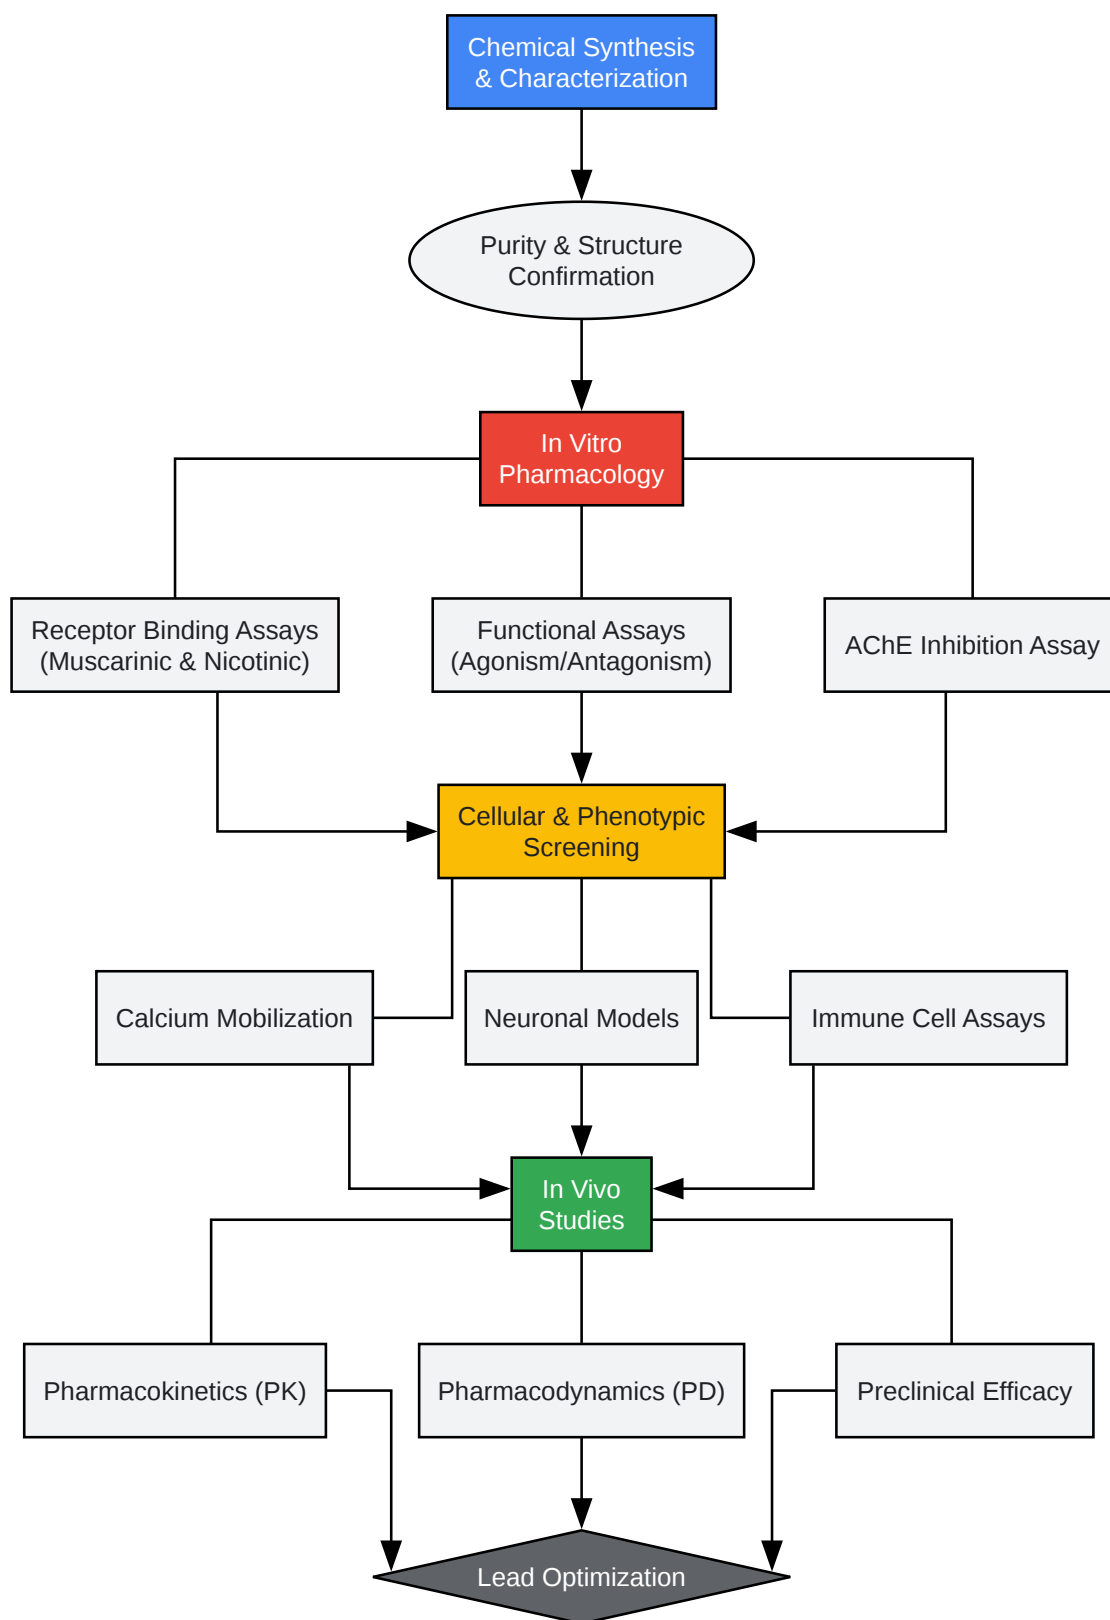 Chemical Synthesis
& Characterization
Purity & Structure
Confirmation
In Vitro
Pharmacology
Receptor Binding Assays
(Muscarinic & Nicotinic)
Functional Assays
(Agonism/Antagonism)
AChE Inhibition Assay
Cellular & Phenotypic
Screening
Calcium Mobilization
Neuronal Models
Immune Cell Assays
In Vivo
Studies
Pharmacokinetics (PK)
Pharmacodynamics (PD)
Preclinical Efficacy
Lead Optimization